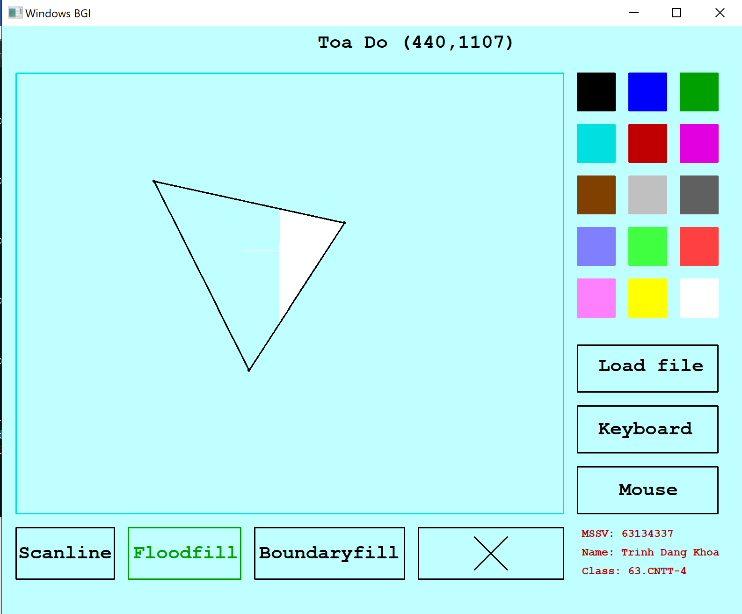 Windows BGI
Toa Do (440,1107)
Load file
Keyboard
Mouse
Scanline
Floodfill
Boundaryfill
MSSV: 63134337
Name: Trinh Dang Khoa
Class: 63.CNTT-4